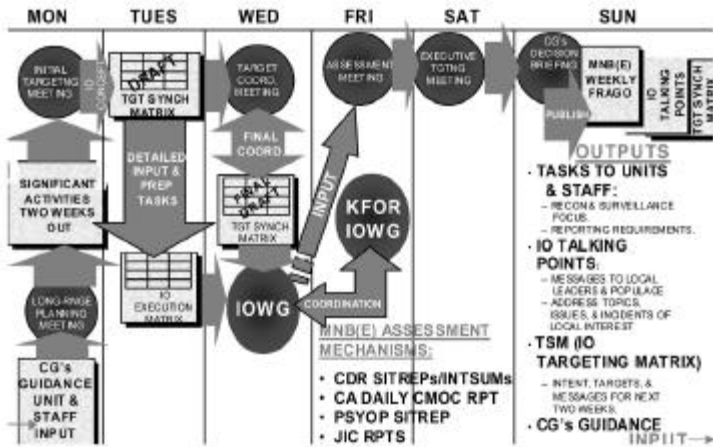 MON
TUES
WED
FRI
SAT
SUN
INITIAL
TARGETING
MEETING
IO
CONCEPT
DRAFT
TGT SYNCH
MATRIX
TARGET
COORD.
MEETING
ASSESSMENT
MEETING
EXECUTIVE
TGTNG
MEETING
CG's
DECISION
BRIEFING
MNB(E)
WEEKLY
FRAGO
IO
TALKING
POINTS
TGT SYNCH
MATRIX
PUBLISH
DETAILED
INPUT &
PREP
TASKS
FINAL
COORD.
SIGNIFICANT
ACTIVITIES
TWO WEEKS
OUT
FINAL
DRAFT
TGT SYNCH
MATRIX
INPUT
KFOR
IOWG
LONG-RNGE
PLANNING
MEETING
IO
EXECUTION
MATRIX
IOWG
COORDINATION
CG's
GUIDANCE
UNIT &
STAFF
INPUT
MNB(E) ASSESSMENT
MECHANISMS:
• CDR SITREPs/INTSUMs
• CA DAILY CMOC RPT
• PSYOP SITREP
• JIC RPTS
OUTPUTS
· TASKS TO UNITS
& STAFF:
– RECON & SURVEILLANCE
FOCUS.
– REPORTING REQUIREMENTS.
· IO TALKING
POINTS:
– MESSAGES TO LOCAL
LEADERS & POPULACE
– ADDRESS TOPICS,
ISSUES, & INCIDENTS OF
LOCAL INTEREST
· TSM (IO
TARGETING MATRIX)
– INTENT, TARGETS, &
MESSAGES FOR NEXT
TWO WEEKS.
· CG's GUIDANCE
INPUT